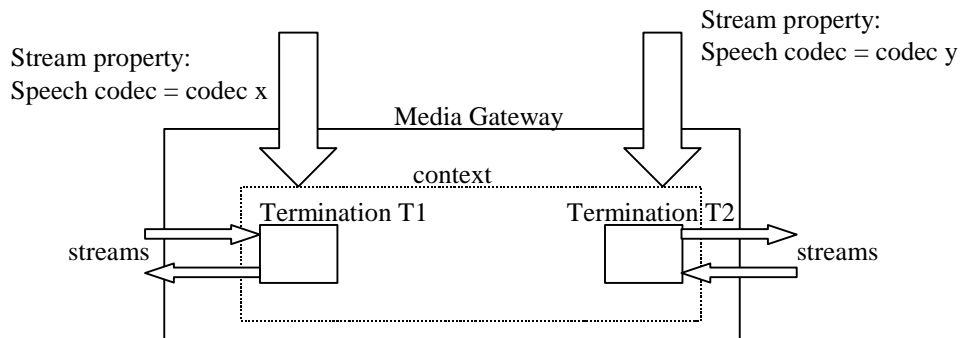 Stream property:
Speech codec = codec x
Stream property:
Speech codec = codec y
Media Gateway
context
Termination T1
Termination T2
streams
streams